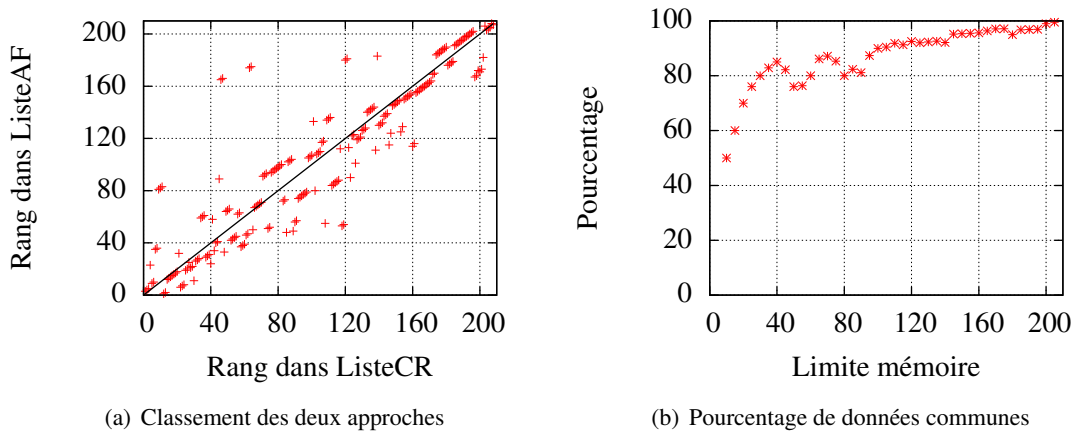 200
160
120
80
40
0
Rang dans ListeAF
0 40 80 120 160 200
Rang dans ListeCR
(a) Classement des deux approches
100
80
60
40
20
0
Pourcentage
0 40 80 120 160 200
Limite mémoire
(b) Pourcentage de données communes